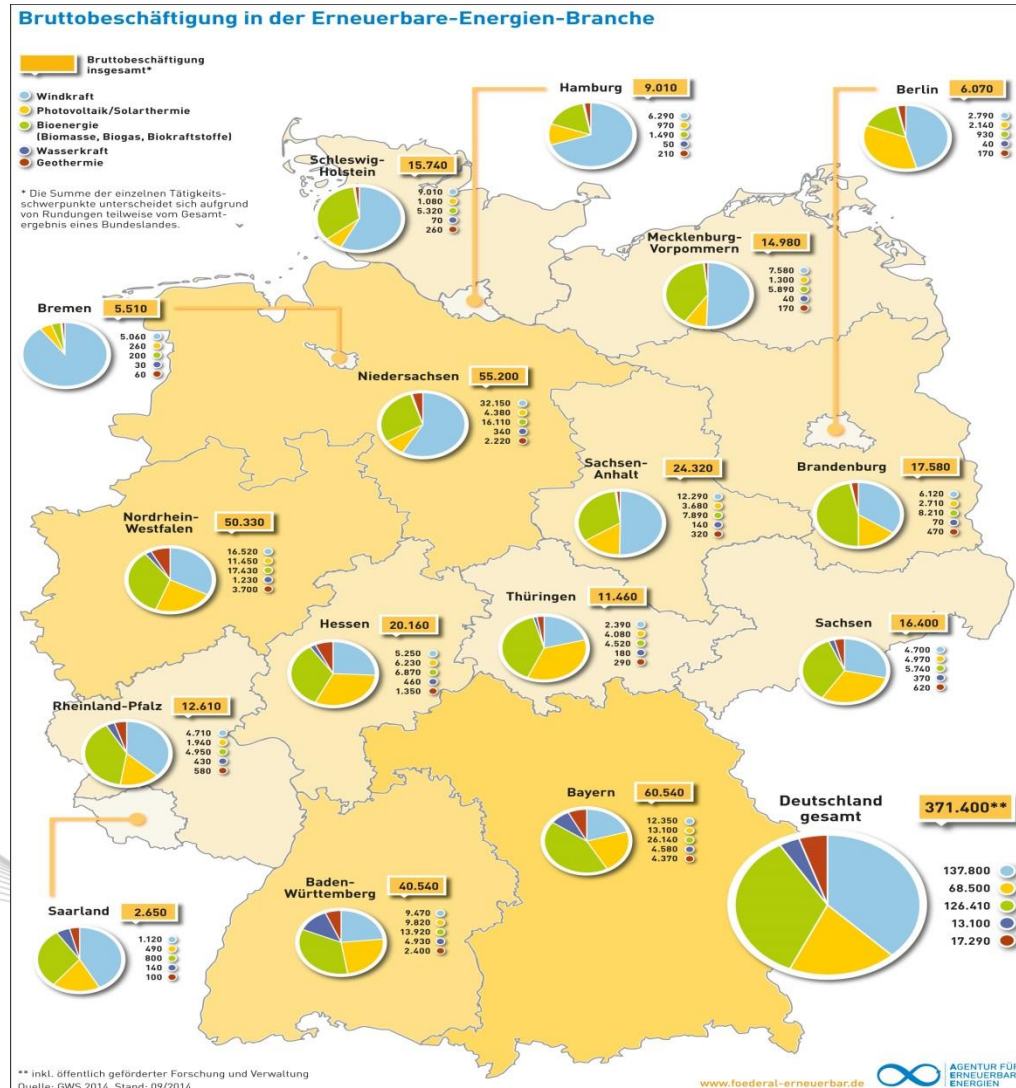 Bruttobeschäftigung in der Erneuerbare-Energien-Branche
Bruttobeschäftigung
insgesamt*
Windkraft
Photovoltaik/Solarthermie
Bioenergie
(Biomasse, Biogas, Biokraftstoffe)
Wasserkraft
Geothermie
* Die Summe der einzelnen Tätigkeits-
schwerpunkte unterscheidet sich aufgrund
von Rundungen teilweise vom Gesamt-
ergebnis eines Bundeslandes.
Hamburg 9.010
6.290
970
1.490
50
210
Berlin 6.070
2.790
2.140
930
40
170
Schleswig-
Holstein 15.740
9.010
1.080
5.320
70
260
Mecklenburg-
Vorpommern 14.980
7.580
1.300
5.890
40
170
Bremen 5.510
5.060
260
200
30
60
Niedersachsen 55.200
32.150
4.380
16.110
340
2.220
Sachsen-
Anhalt 24.320
12.290
3.680
7.890
140
320
Brandenburg 17.580
6.120
2.710
8.210
70
470
Nordrhein-
Westfalen 50.330
16.520
11.450
17.430
1.230
3.700
Hessen 20.160
5.250
6.230
6.870
460
1.350
Thüringen 11.460
2.390
4.080
4.520
180
290
Sachsen 16.400
4.700
4.970
5.740
370
620
Rheinland-Pfalz 12.610
4.710
1.940
4.950
430
580
Bayern 60.540
12.350
13.100
26.140
4.580
4.370
Deutschland
gesamt 371.400**
137.800
68.500
126.410
13.100
17.290
Saarland 2.650
1.120
490
800
140
100
Baden-
Württemberg 40.540
9.470
9.820
13.920
4.930
2.400
** inkl. öffentlich geförderter Forschung und Verwaltung
Quelle: GWS 2014, Stand: 09/2014
www.foederal-erneuerbar.de
AGENTUR FÜR
ERNEUERBARE
ENERGIEN